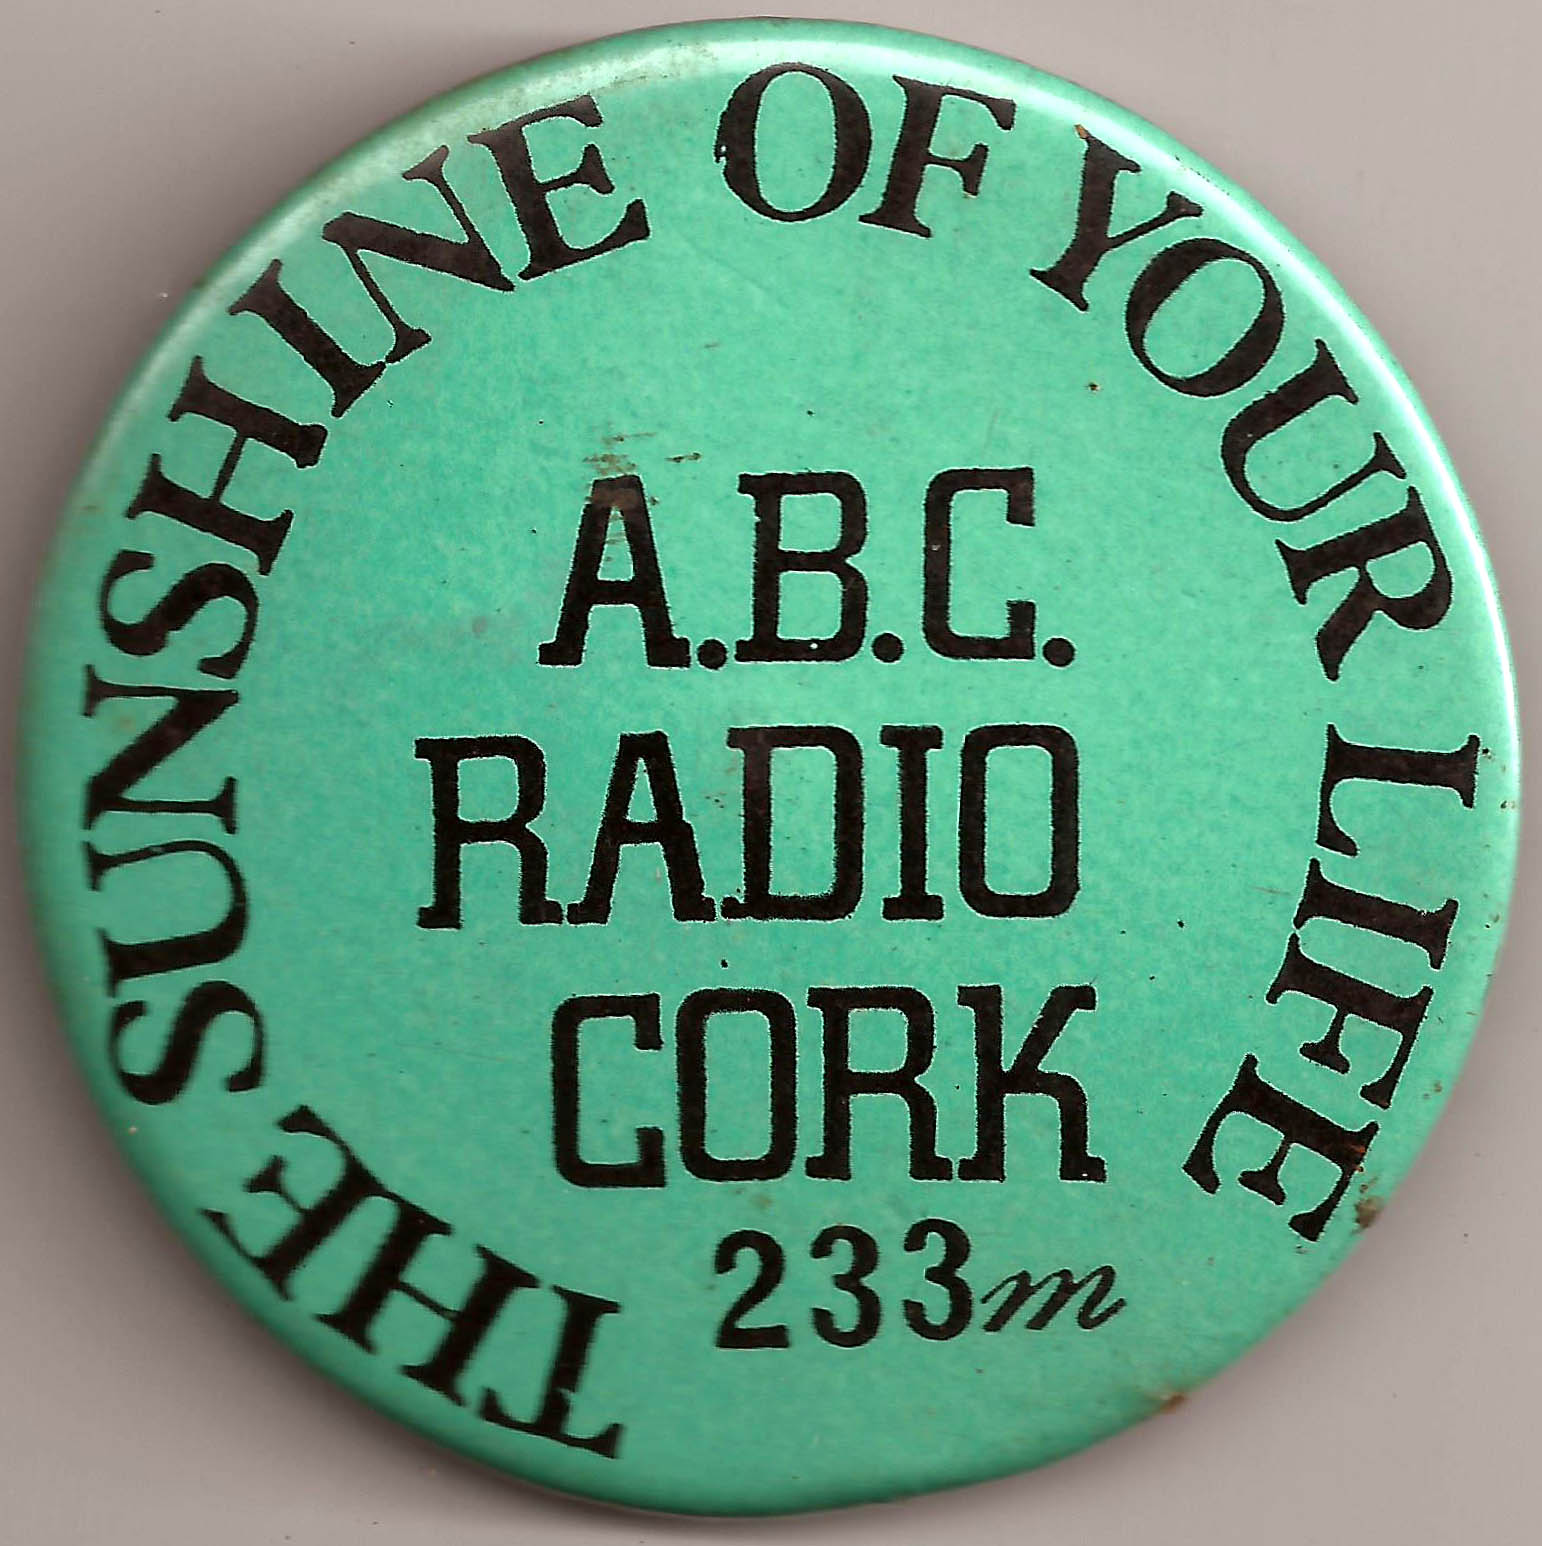 THE SUNSHINE OF YOUR LIFE
A.B.C.
RADIO
CORK
233m